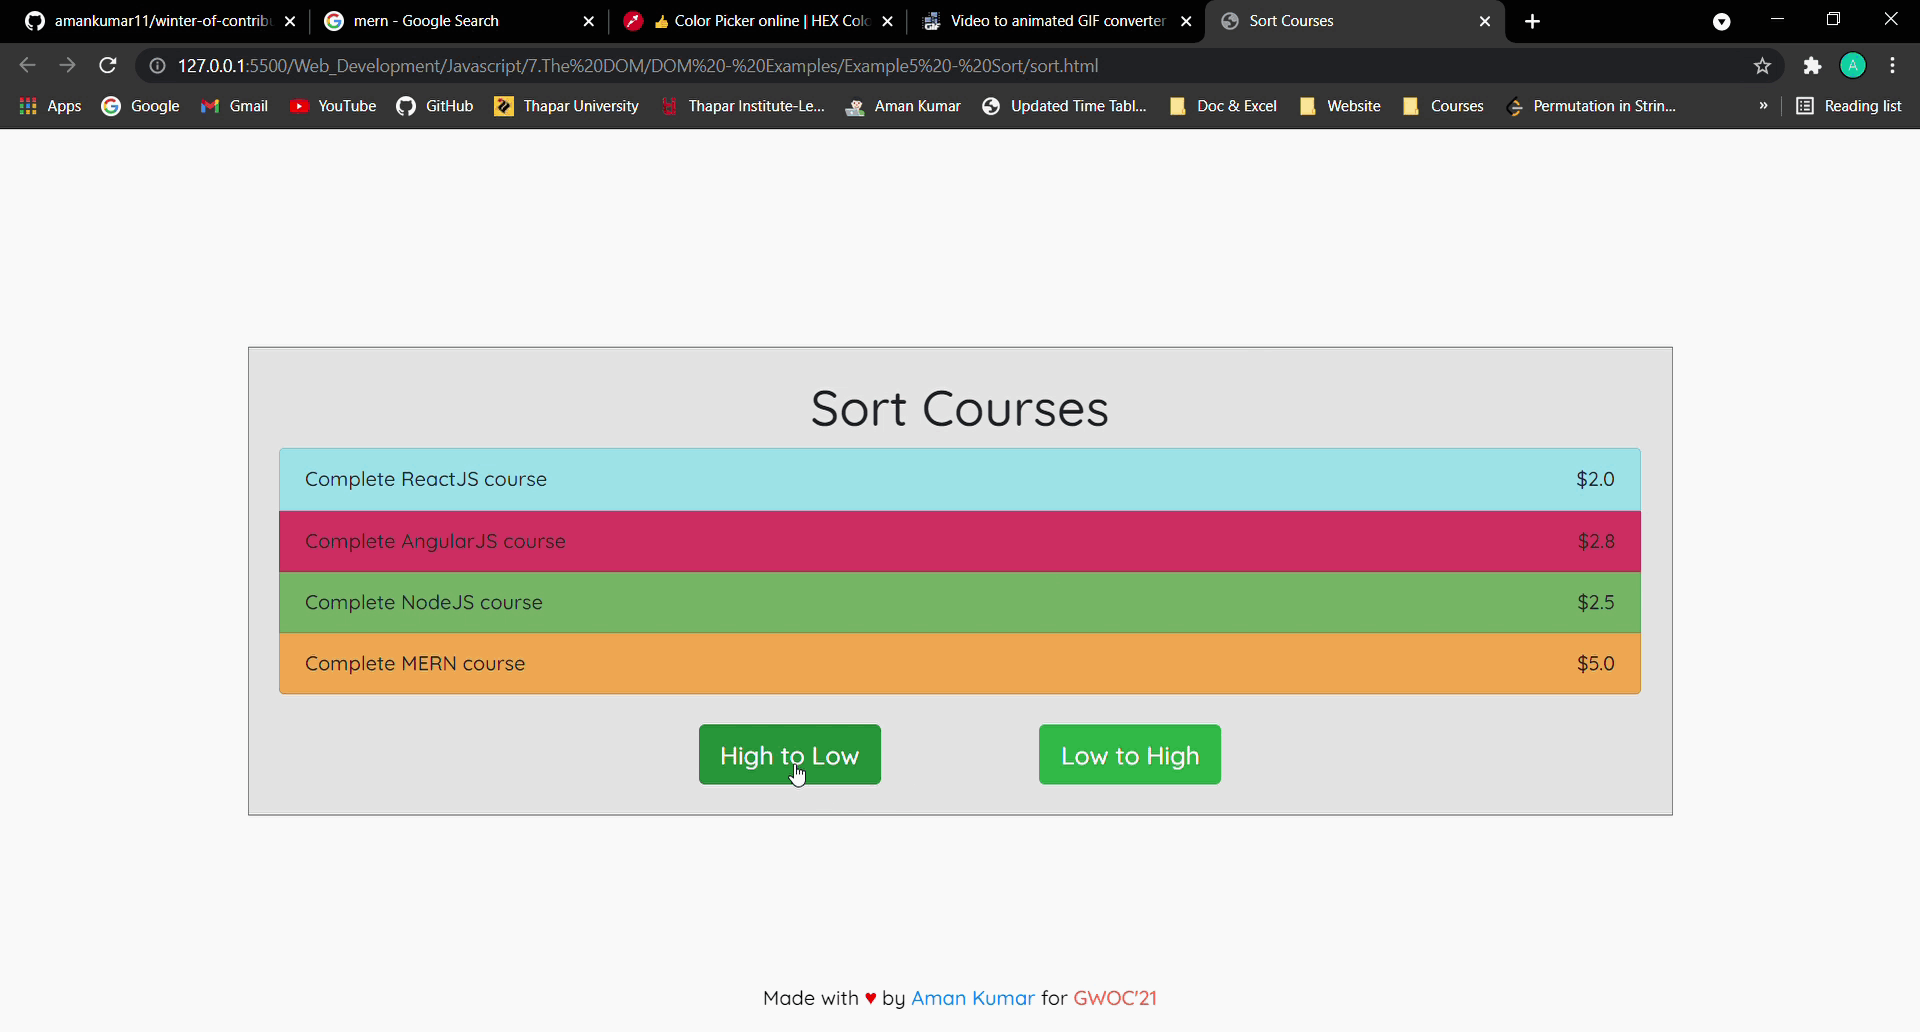 amankumar11/winter-of-contribu
mern - Google Search
Color Picker online | HEX Colo
Video to animated GIF converter
Sort Courses
127.0.0.1:5500/Web_Development/Javascript/7.The%20DOM/DOM%20-%20Examples/Example5%20-%20Sort/sort.html
A
Apps
Google
Gmail
YouTube
GitHub
Thapar University
Thapar Institute-Le...
Aman Kumar
Updated Time Tabl...
Doc & Excel
Website
Courses
Permutation in Strin...
»
Reading list
Sort Courses
Complete ReactJS course $2.0
Complete AngularJS course $2.8
Complete NodeJS course $2.5
Complete MERN course $5.0
High to Low
Low to High
Made with ♥ by Aman Kumar for GWOC'21